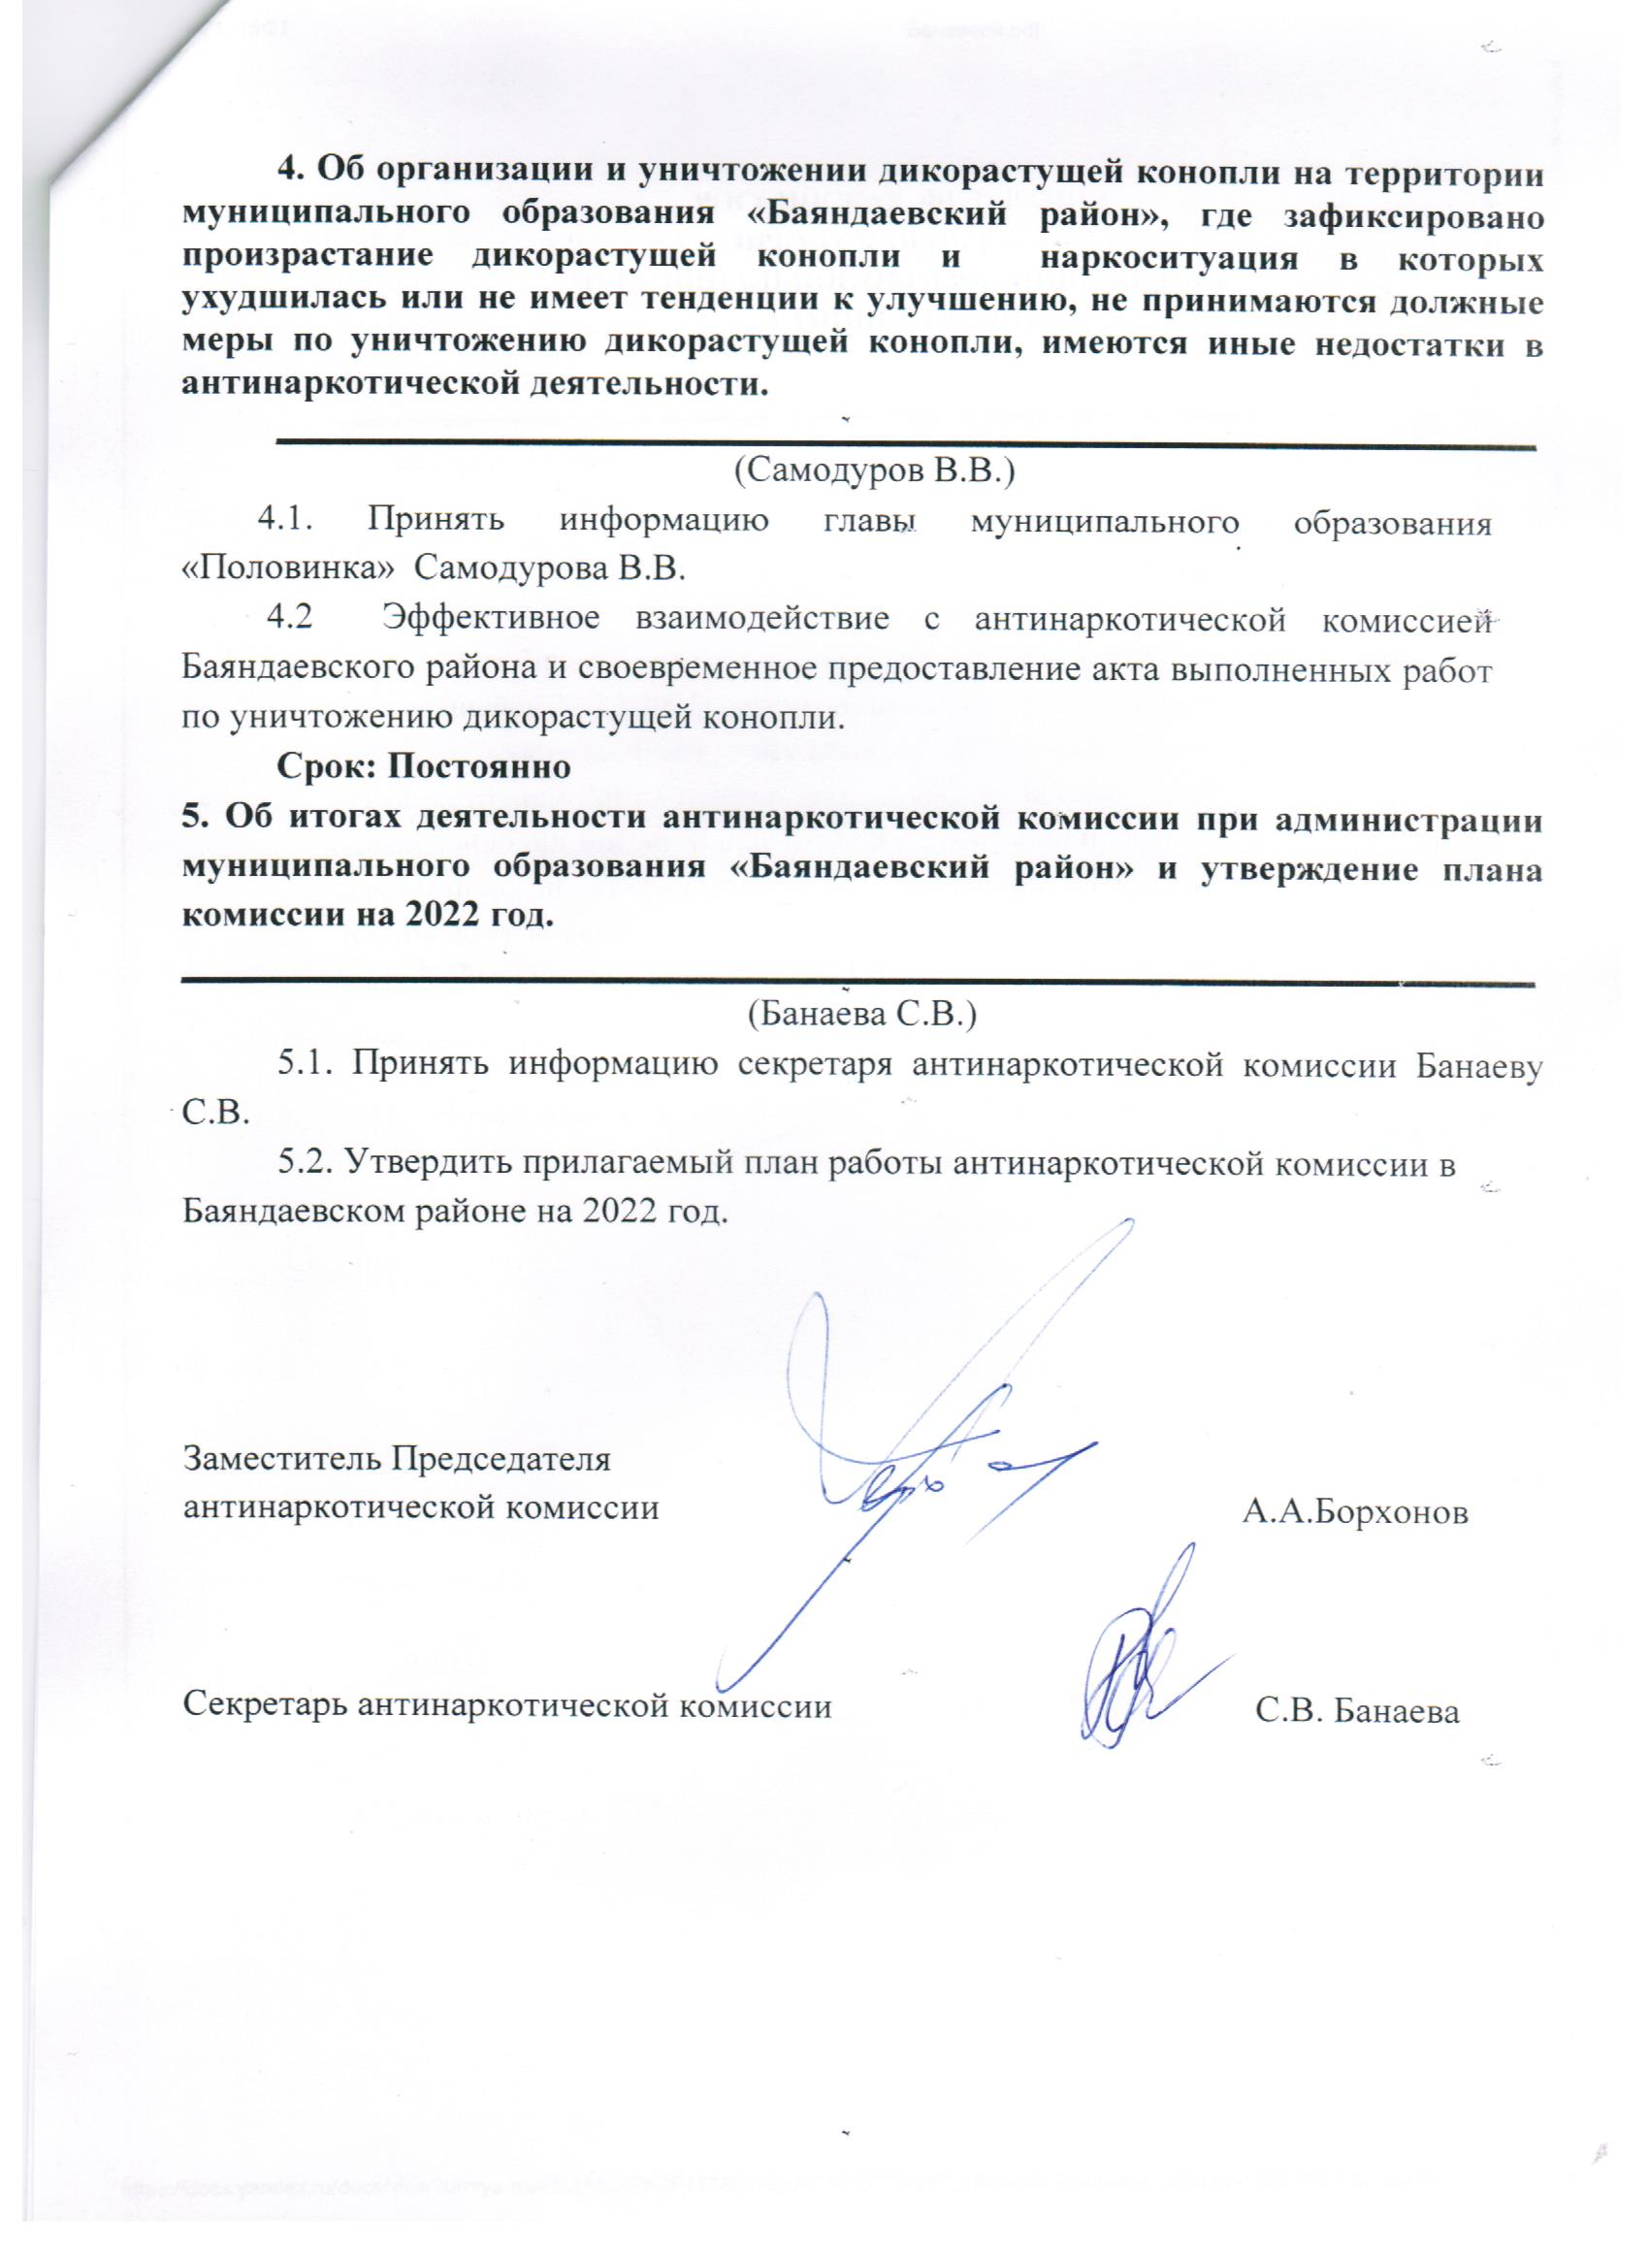 4. Об организации и уничтожении дикорастущей конопли на территории
муниципального образования «Баяндаевский район», где зафиксировано
произрастание дикорастущей конопли и наркоситуация в которых
ухудшилась или не имеет тенденции к улучшению, не принимаются должные
меры по уничтожению дикорастущей конопли, имеются иные недостатки в
антинаркотической деятельности.
(Самодуров В.В.)
4.1. Принять информацию главы муниципального образования
«Половинка» Самодурова В.В.
4.2 Эффективное взаимодействие с антинаркотической комиссией
Баяндаевского района и своевременное предоставление акта выполненных работ
по уничтожению дикорастущей конопли.
Срок: Постоянно
5. Об итогах деятельности антинаркотической комиссии при администрации
муниципального образования «Баяндаевский район» и утверждение плана
комиссии на 2022 год.
(Банаева С.В.)
5.1. Принять информацию секретаря антинаркотической комиссии Банаеву
С.В.
5.2. Утвердить прилагаемый план работы антинаркотической комиссии в
Баяндаевском районе на 2022 год.
Заместитель Председателя
антинаркотической комиссии А.А.Борхонов
Секретарь антинаркотической комиссии С.В. Банаева